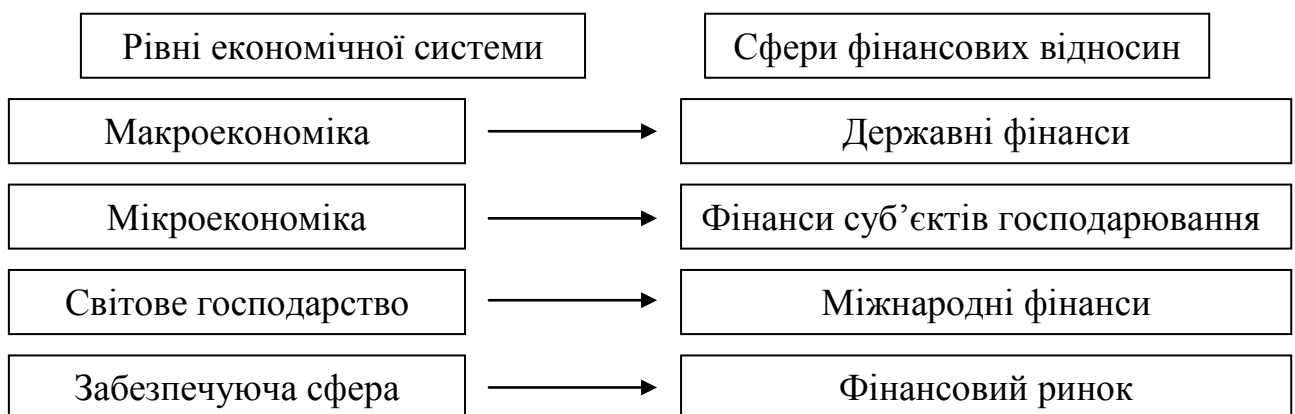 Рівні економічної системи
Сфери фінансових відносин
Макроекономіка
Державні фінанси
Мікроекономіка
Фінанси суб’єктів господарювання
Світове господарство
Міжнародні фінанси
Забезпечуюча сфера
Фінансовий ринок